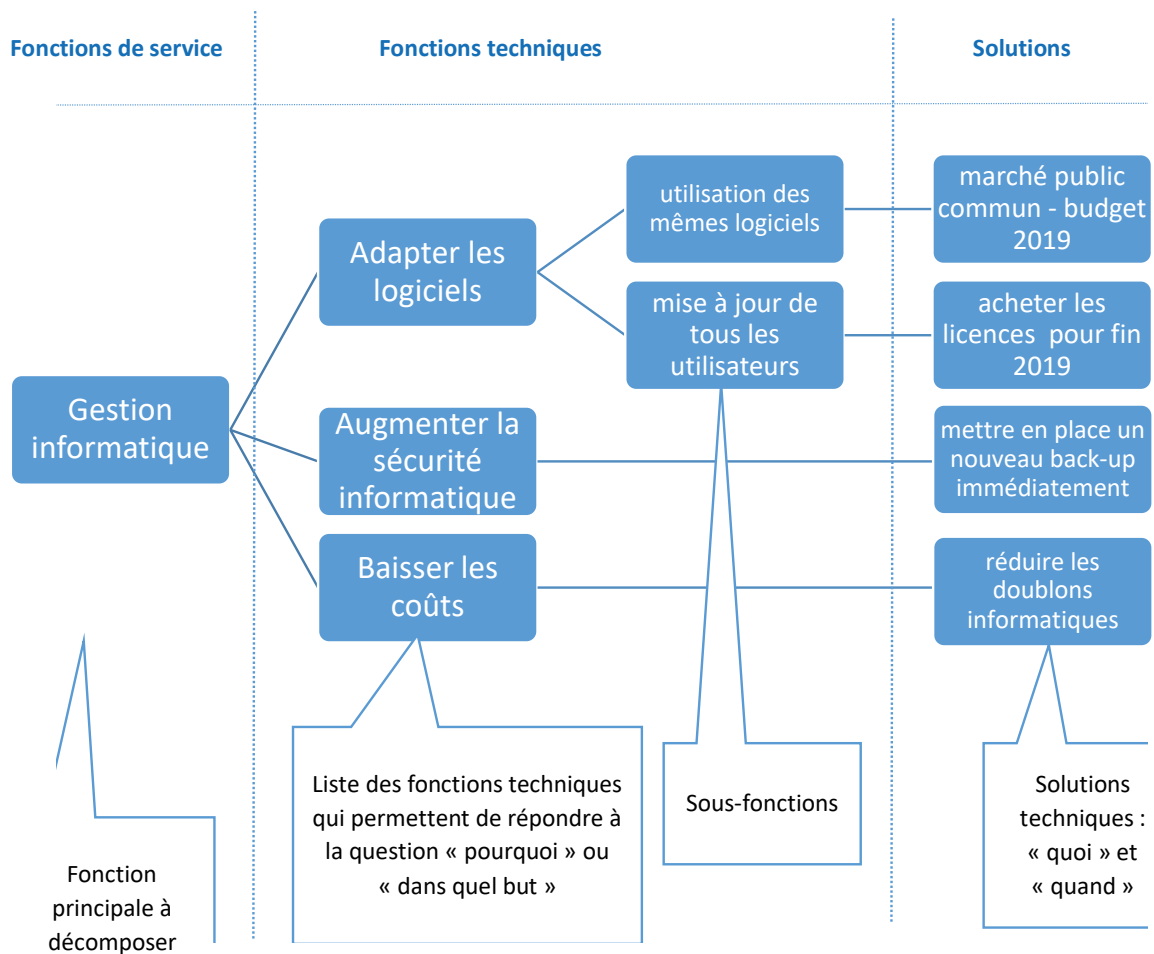 Fonctions de service
Fonctions techniques
Solutions
Gestion
informatique
Adapter les
logiciels
utilisation des
mêmes logiciels
marché public
commun - budget
2019
mise à jour de
tous les
utilisateurs
acheter les
licences pour fin
2019
Augmenter la
sécurité
informatique
mettre en place un
nouveau back-up
immédiatement
Baisser les
coûts
réduire les
doublons
informatiques
Fonction
principale à
décomposer
Liste des fonctions techniques
qui permettent de répondre à
la question « pourquoi » ou
« dans quel but »
Sous-fonctions
Solutions
techniques :
« quoi » et
« quand »